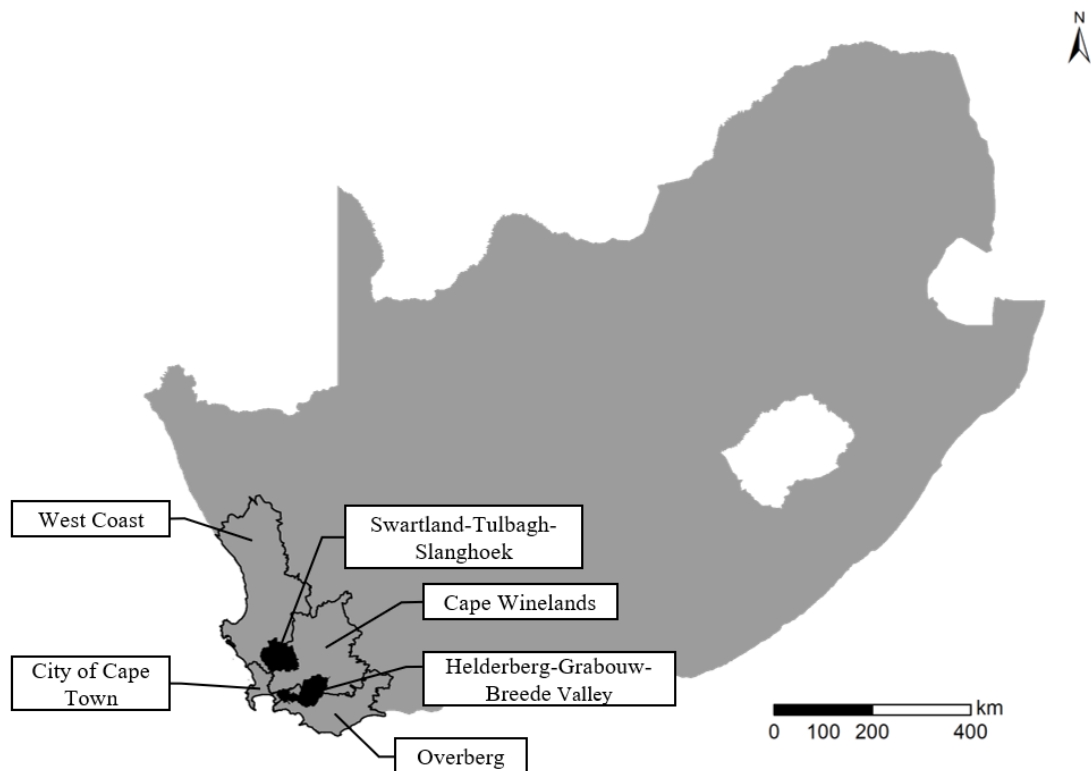 N
West Coast
Swartland-Tulbagh-
Slanghoek
Cape Winelands
City of Cape
Town
Helderberg-Grabouw-
Breede Valley
Overberg
km
0 100 200 400